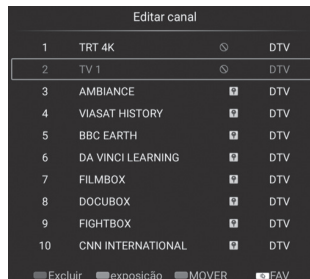 Editar canal
1 TRT 4K DTV
2 TV 1 DTV
3 AMBIANCE DTV
4 VIASAT HISTORY DTV
5 BBC EARTH DTV
6 DA VINCI LEARNING DTV
7 FILMBOX DTV
8 DOCUBOX DTV
9 FIGHTBOX DTV
10 CNN INTERNATIONAL DTV
Excluir exposição MOVER FAV